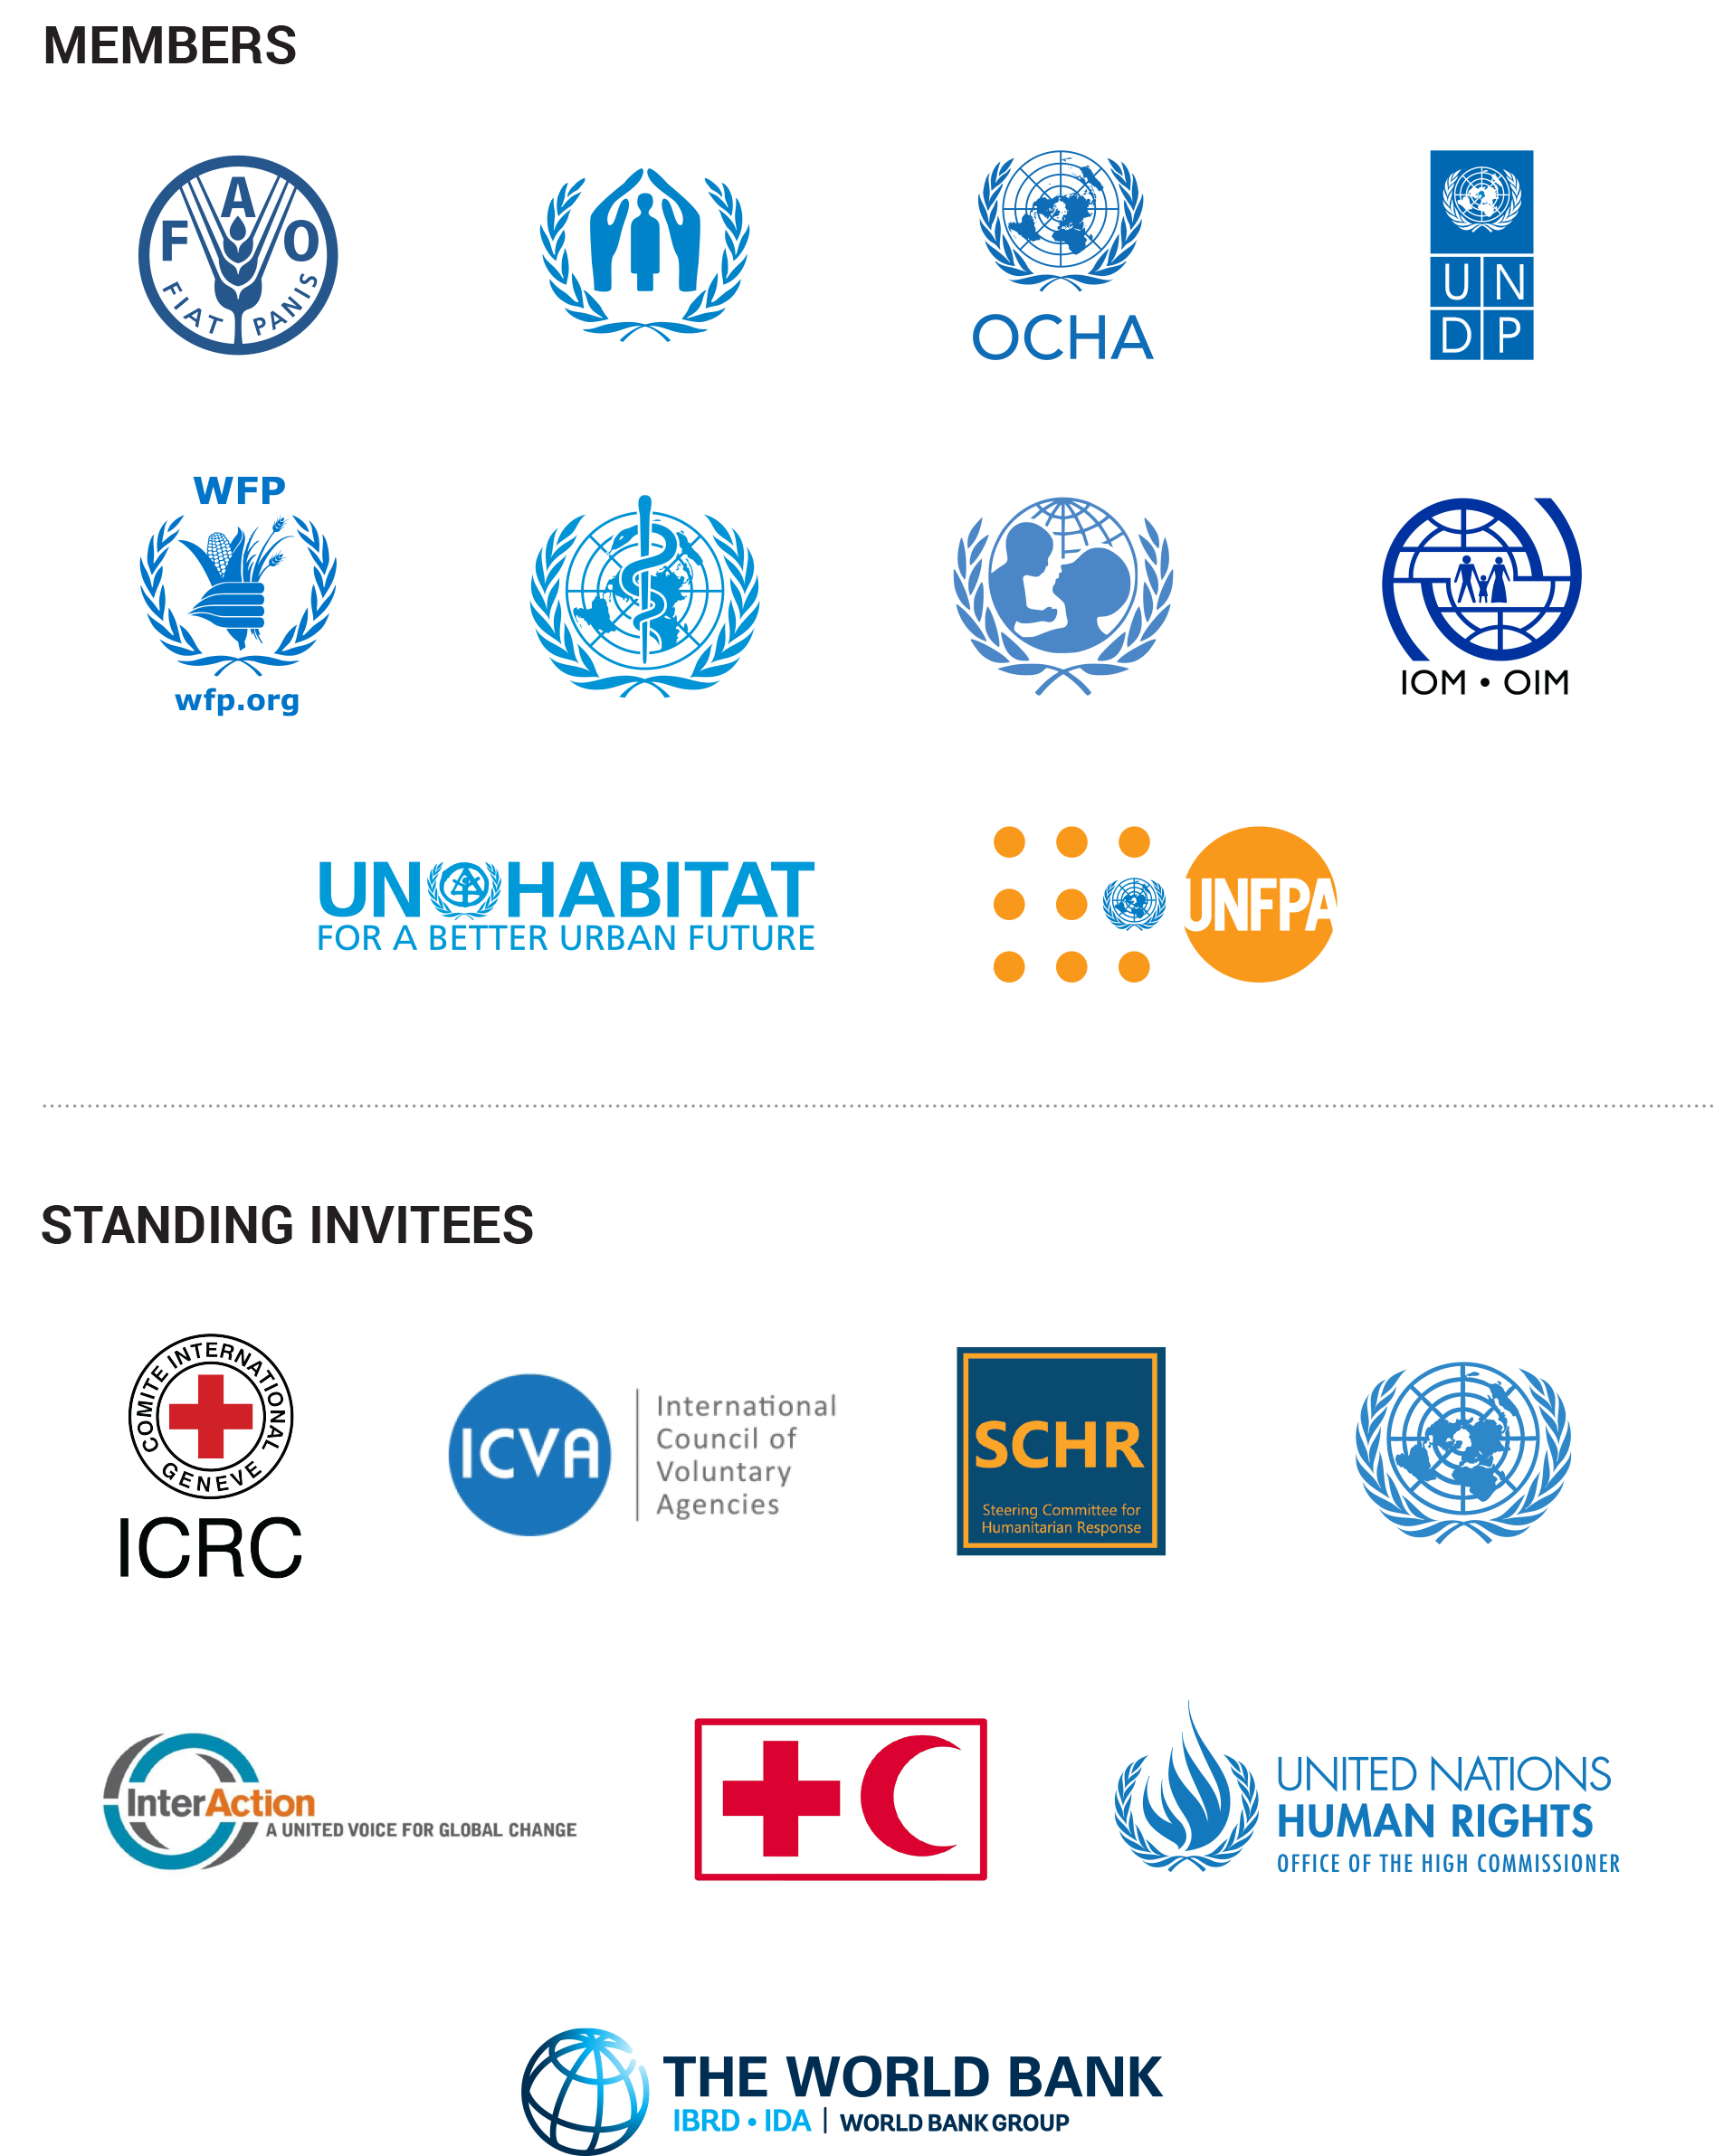 MEMBERS
F A O
FIAT PANIS
OCHA
UN
DP
WFP
wfp.org
IOM • OIM
UN HABITAT
FOR A BETTER URBAN FUTURE
UNFPA
STANDING INVITEES
COMITE INTERNATIONAL
GENEVE
ICRC
ICVA
International
Council of
Voluntary
Agencies
SCHR
Steering Committee for
Humanitarian Response
InterAction
A UNITED VOICE FOR GLOBAL CHANGE
UNITED NATIONS
HUMAN RIGHTS
OFFICE OF THE HIGH COMMISSIONER
THE WORLD BANK
IBRD • IDA | WORLD BANK GROUP